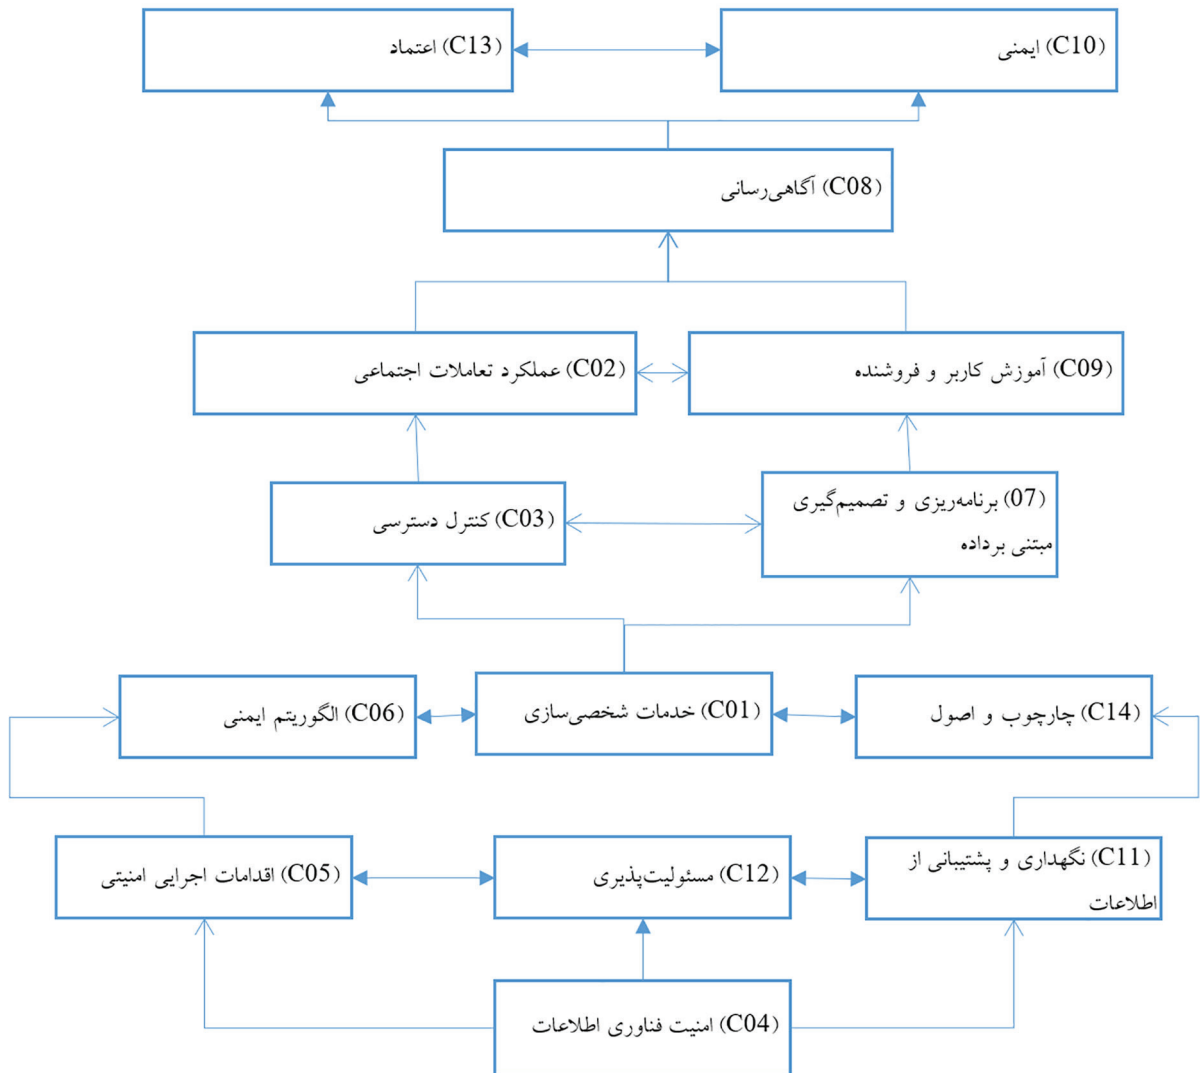 (C10) ایمنی
(C13) اعتماد
(C08) آگاهی‌رسانی
(C09) آموزش کاربر و فروشنده
(C02) عملکرد تعاملات اجتماعی
(07) برنامه‌ریزی و تصمیم‌گیری
مبتنی برداده
(C03) کنترل دسترسی
(C14) چارچوب و اصول
(C01) خدمات شخصی‌سازی
(C06) الگوریتم ایمنی
(C11) نگهداری و پشتیبانی از
اطلاعات
(C12) مسئولیت‌پذیری
(C05) اقدامات اجرایی امنیتی
(C04) امنیت فناوری اطلاعات